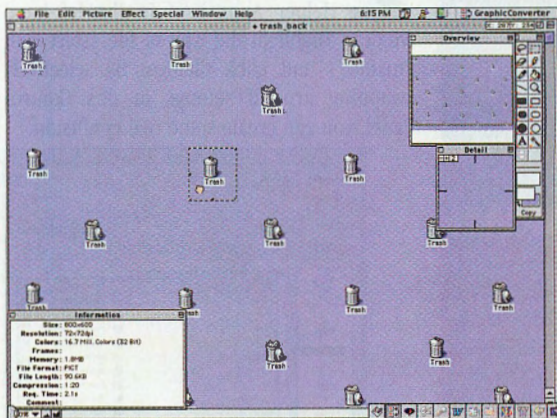 File Edit Picture Effect Special Window Help 6:15 PM GraphicConverter
trash_back
Overview
Trash
Trash
Trash
Trash
Detail
Trash
Trash
Trash
Trash
Trash
Copy
Trash
Trash
Trash
Trash
Trash
Information
Size: 800x600
Resolution: 72x72dpi
Colors: 16.7 Mill. Colors (32 Bit)
Frames:
Memory: 1.8MB
File Format: PICT
File Length: 90.6KB
Compression: 1:20
Req. Time: 2.1s
Comment:
Trash
Trash